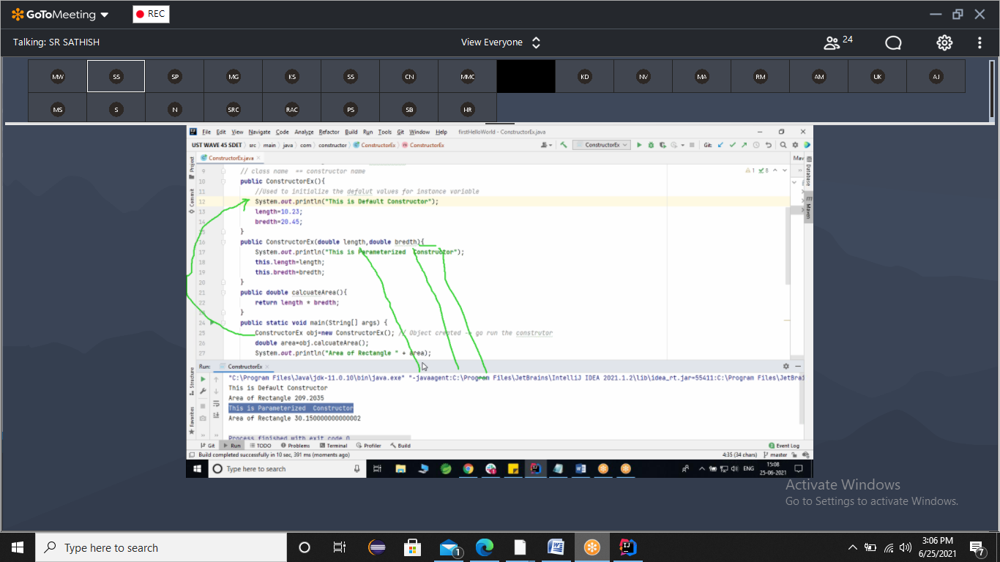 GoToMeeting
REC
Talking: SR SATHISH
View Everyone
24
MW SS SP MG KS SS CN MMC KD NV MA RM AM UK AJ
MS S N SRC RAC PS SB HR
File Edit View Navigate Code Analyze Refactor Build Run Tools Git Window Help firstHelloWorld - ConstructorEx.java
UST WAVE 45 SDET src main java com constructor ConstructorEx ConstructorEx
ConstructorEx
Git:
ConstructorEx.java
Project
Commit
Structure
Favorites
Mav
Database
Maven
1 8
9 // class name == constructor name
10 public ConstructorEx(){
11 //Used to initialize the defalut values for instance variable
12 System.out.println("This is Default Constructor");
13 length=10.23;
14 bredth=20.45;
15 }
16 public ConstructorEx(double length,double bredth){
17 System.out.println("This is Parameterized  Constructor");
18 this.length=length;
19 this.bredth=bredth;
20 }
21 public double calcuateArea(){
22 return length * bredth;
23 }
24 public static void main(String[] args) {
25 ConstructorEx obj=new ConstructorEx(); // Object created -> go run the construtor
26 double area=obj.calcuateArea();
27 System.out.println("Area of Rectangle " + area);
Run: ConstructorEx
"C:\Program Files\Java\jdk-11.0.10\bin\java.exe" "-javaagent:C:\Program Files\JetBrains\IntelliJ IDEA 2021.1.2\lib\idea_rt.jar=55411:C:\Program Files\JetBrai
This is Default Constructor
Area of Rectangle 209.2035
This is Parameterized  Constructor
Area of Rectangle 30.150000000000002
Process finished with exit code 0
Git Run TODO Problems Terminal Profiler Build Event Log
Build completed successfully in 10 sec, 391 ms (moments ago) 4:35 (34 chars) master
Type here to search
ENG
15:08
25-06-2021
Activate Windows
Go to Settings to activate Windows.
Type here to search
1
3:06 PM
6/25/2021
7